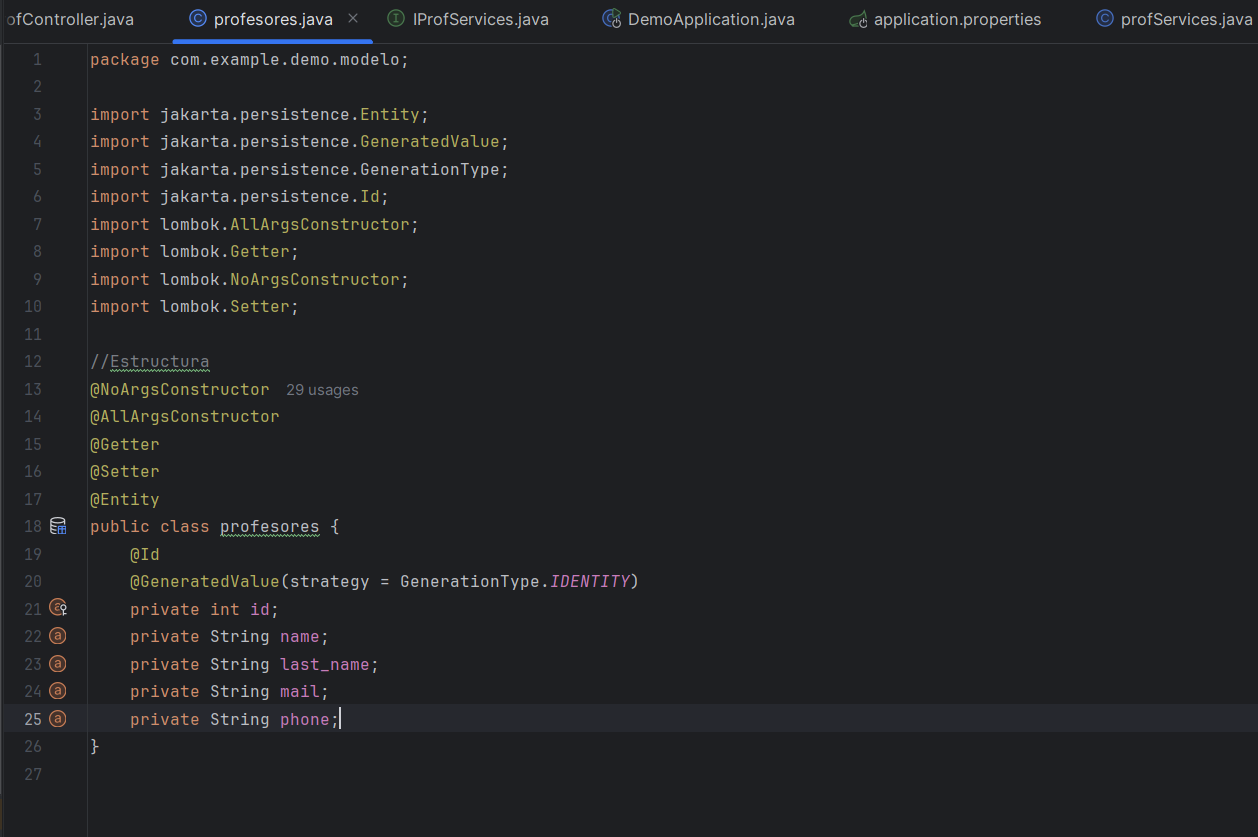 ofController.java profesores.java IProfServices.java DemoApplication.java application.properties profServices.java
1 package com.example.demo.modelo;
2
3 import jakarta.persistence.Entity;
4 import jakarta.persistence.GeneratedValue;
5 import jakarta.persistence.GenerationType;
6 import jakarta.persistence.Id;
7 import lombok.AllArgsConstructor;
8 import lombok.Getter;
9 import lombok.NoArgsConstructor;
10 import lombok.Setter;
11
12 //Estructura
13 @NoArgsConstructor 29 usages
14 @AllArgsConstructor
15 @Getter
16 @Setter
17 @Entity
18 public class profesores {
19 @Id
20 @GeneratedValue(strategy = GenerationType.IDENTITY)
21 private int id;
22 private String name;
23 private String last_name;
24 private String mail;
25 private String phone;
26 }
27